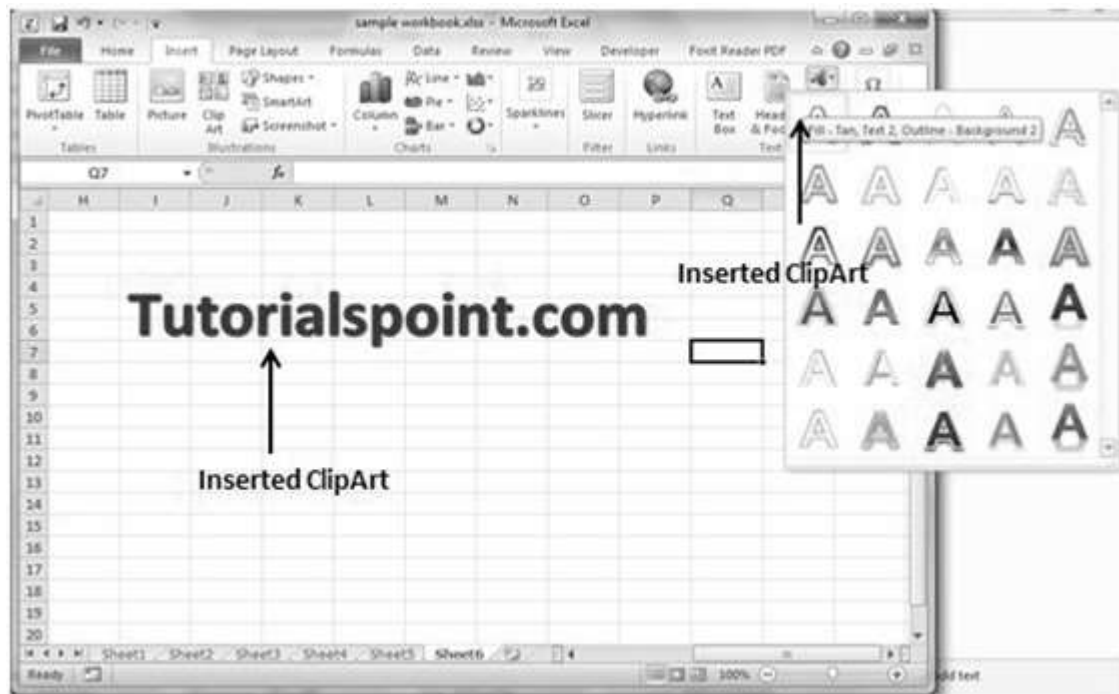 sample workbook.xlsx - Microsoft Excel
File Home Insert Page Layout Formulas Data Review View Developer Foxit Reader PDF
PivotTable Table Picture Clip Art Shapes SmartArt Screenshot Column Line Pie Bar Sparklines Slicer Hyperlink Text Box
Tables Illustrations Charts Filter Links Text
Fill - Tan, Text 2, Outline - Background 2
Q7 fx
H I J K L M N O P Q
1
2
3
Inserted ClipArt
4
Tutorialspoint.com
5
6
7
8
9
10
11
12
Inserted ClipArt
13
14
15
16
17
18
19
20
Sheet1 Sheet2 Sheet3 Sheet4 Sheet5 Sheet6
Ready 100%
add text